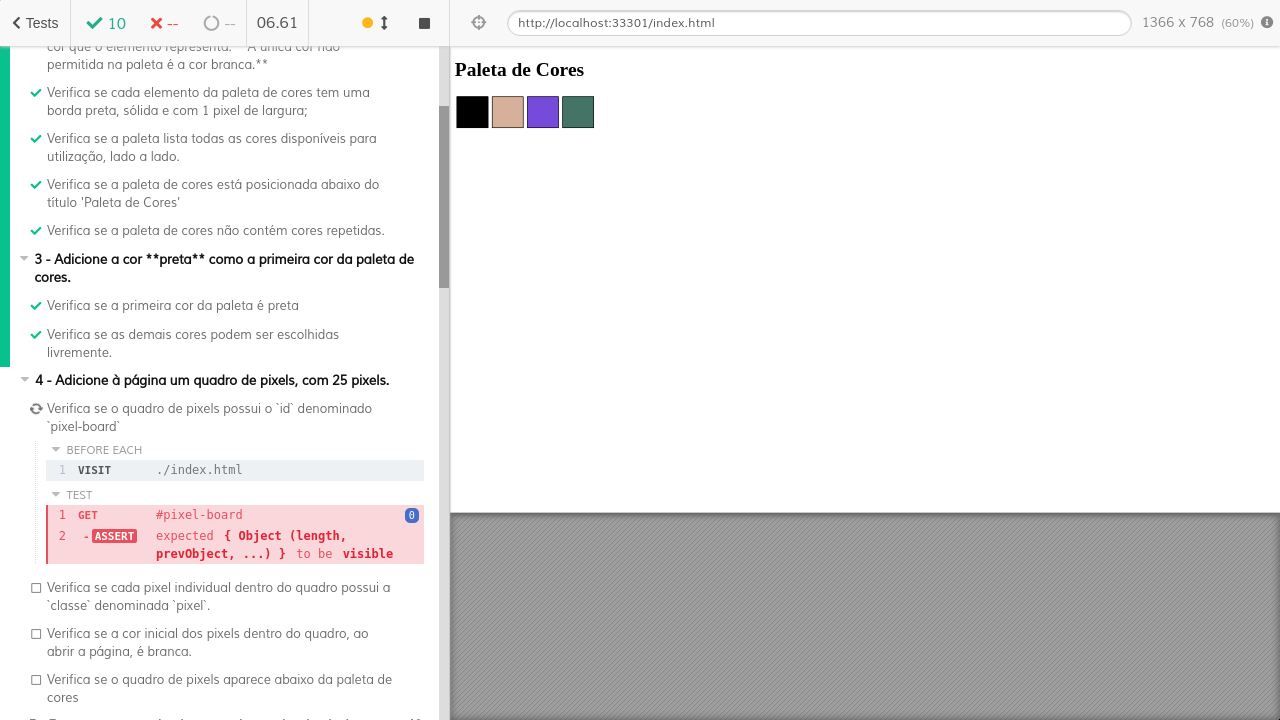 Tests
10
--
--
06.61
http://localhost:33301/index.html
1366 x 768 (60%)
cor que o elemento representa. **A única cor não
permitida na paleta é a cor branca.**
Verifica se cada elemento da paleta de cores tem uma
borda preta, sólida e com 1 pixel de largura;
Verifica se a paleta lista todas as cores disponíveis para
utilização, lado a lado.
Verifica se a paleta de cores está posicionada abaixo do
título 'Paleta de Cores'
Verifica se a paleta de cores não contém cores repetidas.
3 - Adicione a cor **preta** como a primeira cor da paleta de
cores.
Verifica se a primeira cor da paleta é preta
Verifica se as demais cores podem ser escolhidas
livremente.
4 - Adicione à página um quadro de pixels, com 25 pixels.
Verifica se o quadro de pixels possui o `id` denominado
`pixel-board`
BEFORE EACH
1 VISIT ./index.html
TEST
1 GET #pixel-board 0
2 -ASSERT expected { Object (length,
prevObject, ...) } to be visible
Verifica se cada pixel individual dentro do quadro possui a
`classe` denominada `pixel`.
Verifica se a cor inicial dos pixels dentro do quadro, ao
abrir a página, é branca.
Verifica se o quadro de pixels aparece abaixo da paleta de
cores
Paleta de Cores